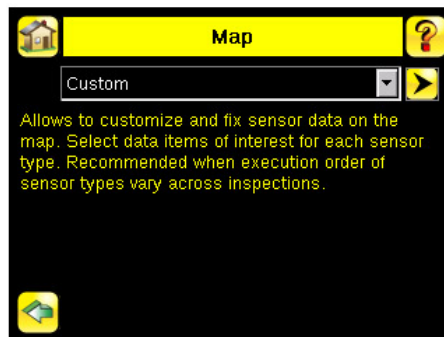 Map
Custom
Allows to customize and fix sensor data on the
map. Select data items of interest for each sensor
type. Recommended when execution order of
sensor types vary across inspections.